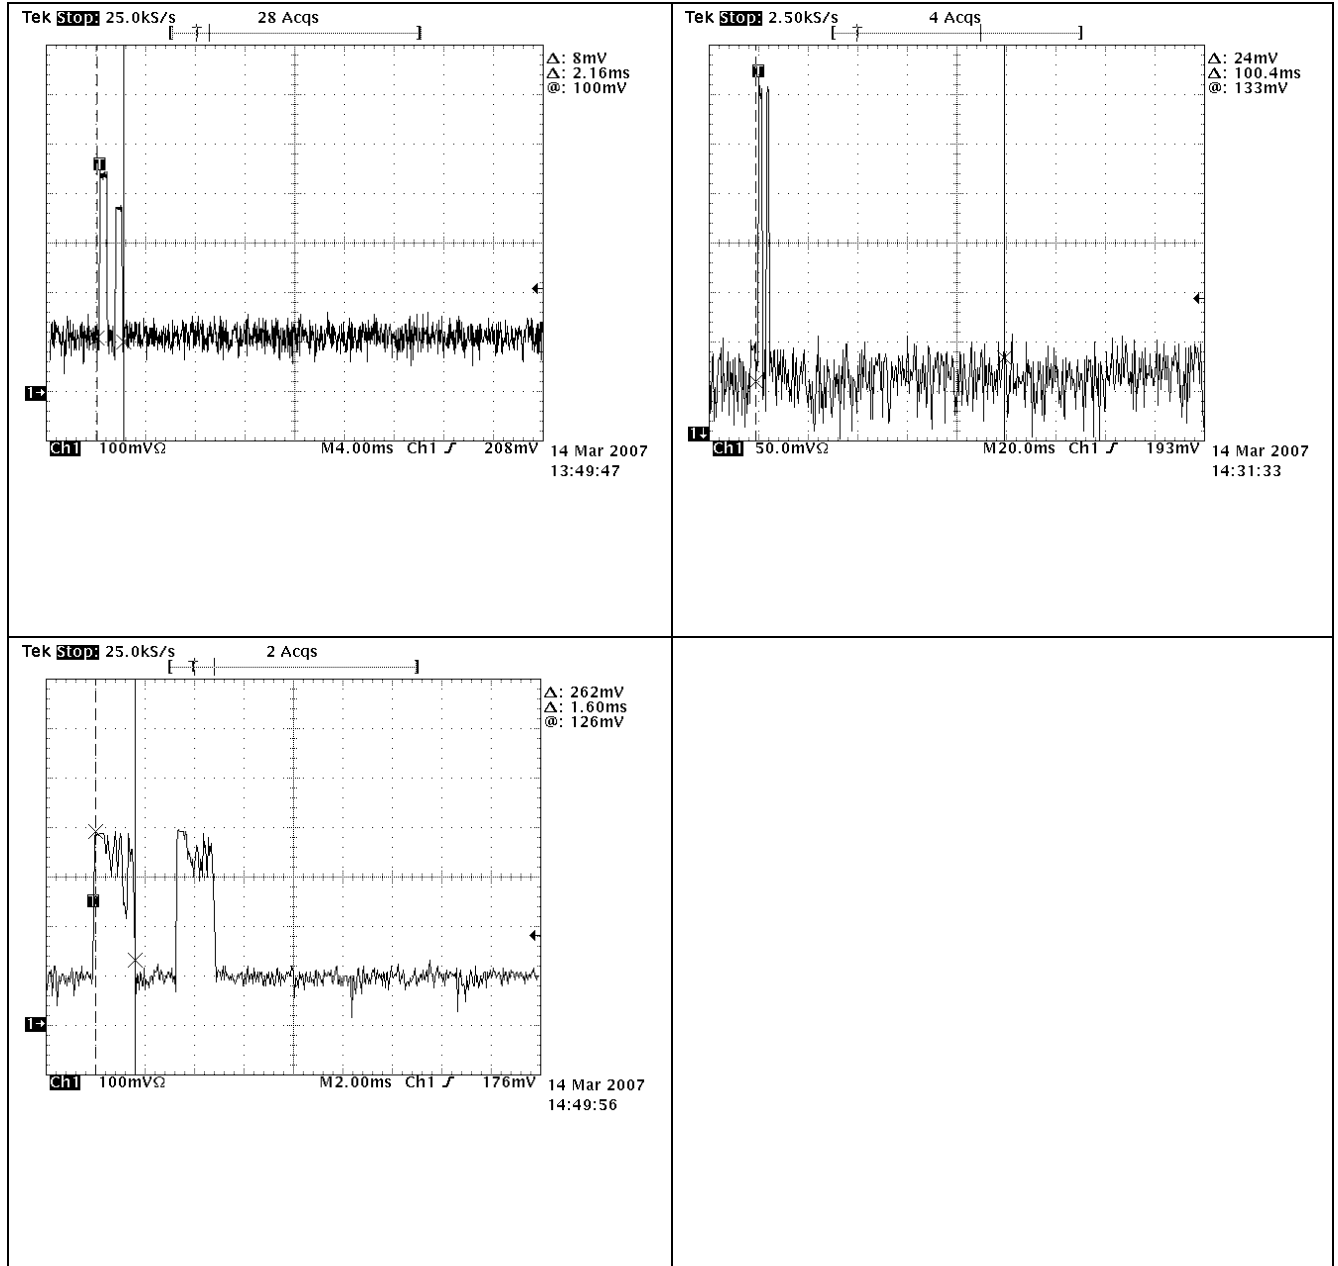 Tek Stop: 25.0kS/s 28 Acqs
[ T ]
Δ: 8mV
Δ: 2.16ms
@: 100mV
T
1→
Ch1 100mVΩ M4.00ms Ch1 ƒ 208mV
14 Mar 2007
13:49:47
Tek Stop: 2.50kS/s 4 Acqs
[ T ]
Δ: 24mV
Δ: 100.4ms
@: 133mV
T
1↓
Ch1 50.0mVΩ M20.0ms Ch1 ƒ 193mV
14 Mar 2007
14:31:33
Tek Stop: 25.0kS/s 2 Acqs
[ T ]
Δ: 262mV
Δ: 1.60ms
@: 126mV
T
1→
Ch1 100mVΩ M2.00ms Ch1 ƒ 176mV
14 Mar 2007
14:49:56